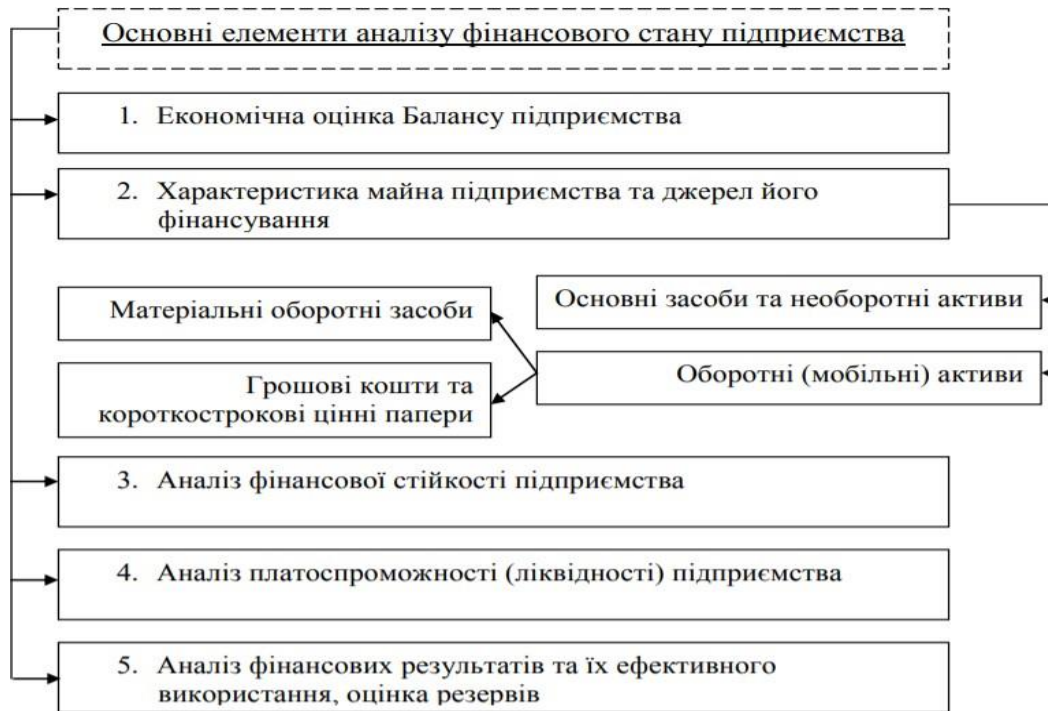 Основні елементи аналізу фінансового стану підприємства
1. Економічна оцінка Балансу підприємства
2. Характеристика майна підприємства та джерел його
фінансування
Матеріальні оборотні засоби
Основні засоби та необоротні активи
Грошові кошти та
короткострокові цінні папери
Оборотні (мобільні) активи
3. Аналіз фінансової стійкості підприємства
4. Аналіз платоспроможності (ліквідності) підприємства
5. Аналіз фінансових результатів та їх ефективного
використання, оцінка резервів